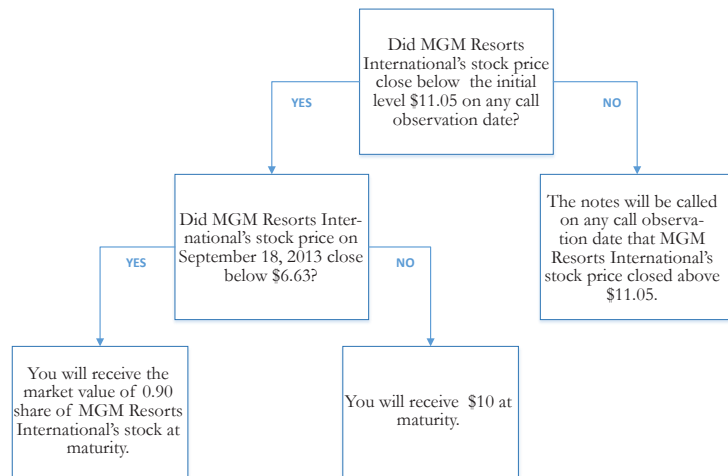 Did MGM Resorts
International's stock price
close below the initial
level $11.05 on any call
observation date?
YES
NO
Did MGM Resorts Inter-
national's stock price on
September 18, 2013 close
below $6.63?
The notes will be called
on any call observa-
tion date that MGM
Resorts International's
stock price closed above
$11.05.
YES
NO
You will receive the
market value of 0.90
share of MGM Resorts
International's stock at
maturity.
You will receive $10 at
maturity.